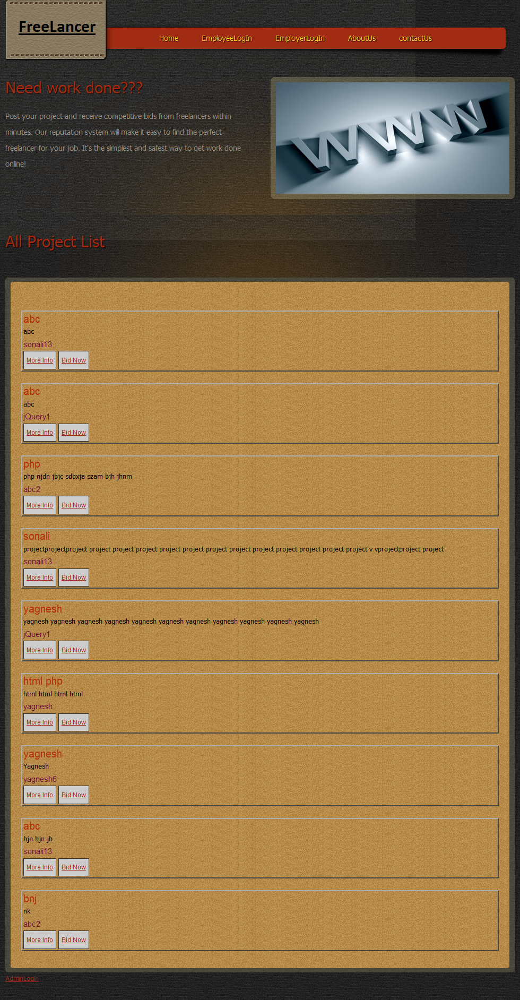 FreeLancer
Home EmployeeLogIn EmployerLogIn AboutUs contactUs
Need work done???
Post your project and receive competitive bids from freelancers within
minutes. Our reputation system will make it easy to find the perfect
freelancer for your job. It's the simplest and safest way to get work done
online!
WWW
All Project List
abc
abc
sonali13
More Info Bid Now
abc
abc
jQuery1
More Info Bid Now
php
php njdn jbjc sdbxja szam bjh jhnm
abc2
More Info Bid Now
sonali
projectprojectproject project project project project project project project project project project project project v vprojectproject project
sonali13
More Info Bid Now
yagnesh
yagnesh yagnesh yagnesh yagnesh yagnesh yagnesh yagnesh yagnesh yagnesh yagnesh yagnesh
jQuery1
More Info Bid Now
html php
html html html html
yagnesh
More Info Bid Now
yagnesh
Yagnesh
yagnesh6
More Info Bid Now
abc
bjn bjn jb
sonali13
More Info Bid Now
bnj
nk
abc2
More Info Bid Now
AdminLogin